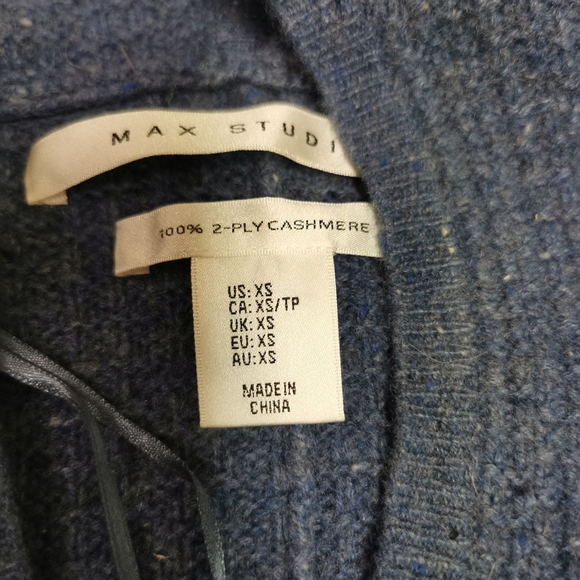 MAX STUDI
100% 2-PLY CASHMERE
US: XS
CA: XS/TP
UK: XS
EU: XS
AU: XS
MADE IN
CHINA